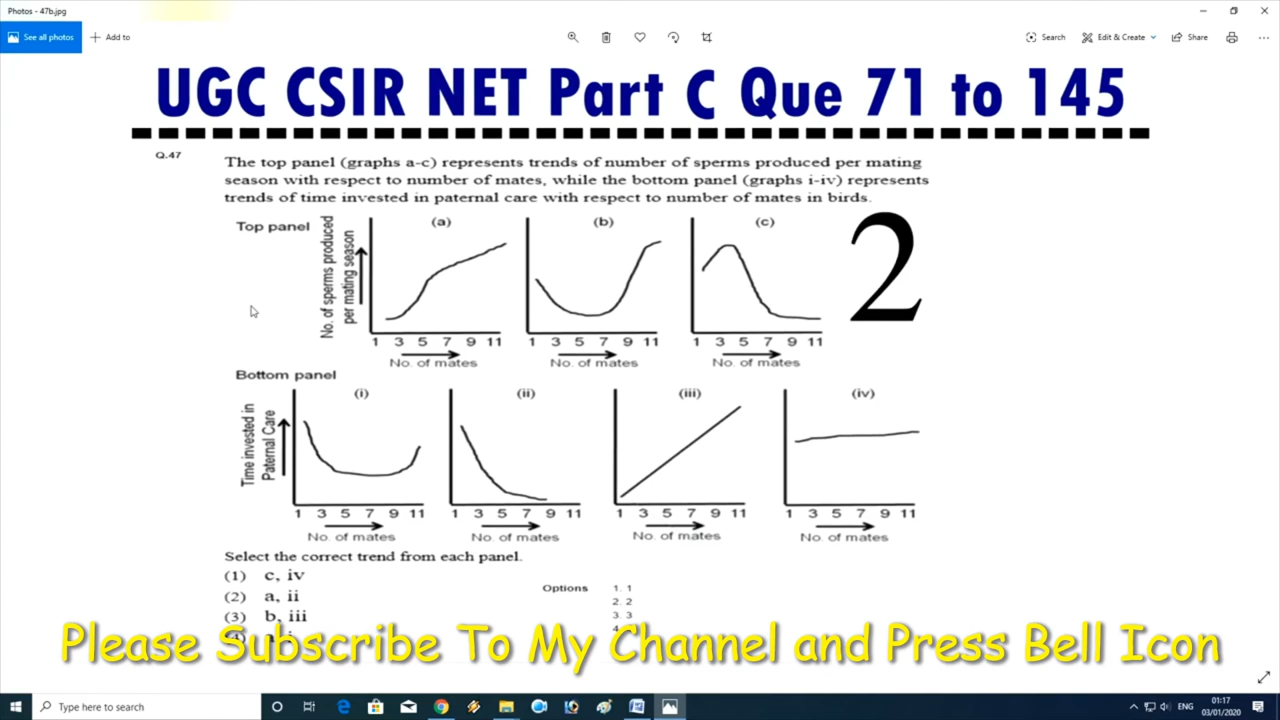 Photos - 47b.jpg
See all photos
Add to
Search
Edit & Create
Share
UGC CSIR NET Part C Que 71 to 145
Q.47
The top panel (graphs a-c) represents trends of number of sperms produced per mating
season with respect to number of mates, while the bottom panel (graphs i-iv) represents
trends of time invested in paternal care with respect to number of mates in birds.
Top panel
No. of sperms produced
per mating season
(a)
(b)
(c)
2
1 3 5 7 9 11
1 3 5 7 9 11
1 3 5 7 9 11
No. of mates
No. of mates
No. of mates
Bottom panel
Time invested in
Paternal Care
(i)
(ii)
(iii)
(iv)
1 3 5 7 9 11
1 3 5 7 9 11
1 3 5 7 9 11
1 3 5 7 9 11
No. of mates
No. of mates
No. of mates
No. of mates
Select the correct trend from each panel.
(1) c, iv
(2) a, ii
(3) b, iii
Options
1. 1
2. 2
3. 3
Please Subscribe To My Channel and Press Bell Icon
Type here to search
ENG
01:17
03/01/2020